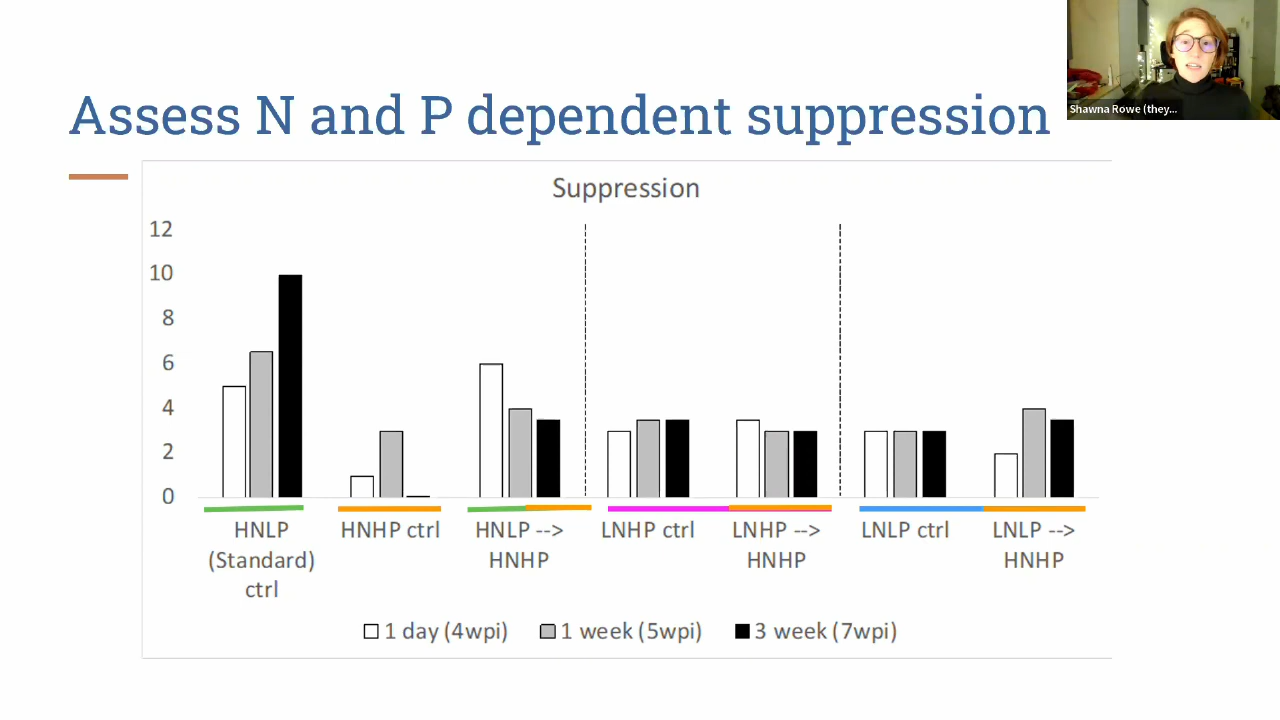 Assess N and P dependent suppression
Shawna Rowe (they...
Suppression
12
10
8
6
4
2
0
HNLP (Standard) ctrl
HNHP ctrl
HNLP --> HNHP
LNHP ctrl
LNHP --> HNHP
LNLP ctrl
LNLP --> HNHP
1 day (4wpi)
1 week (5wpi)
3 week (7wpi)